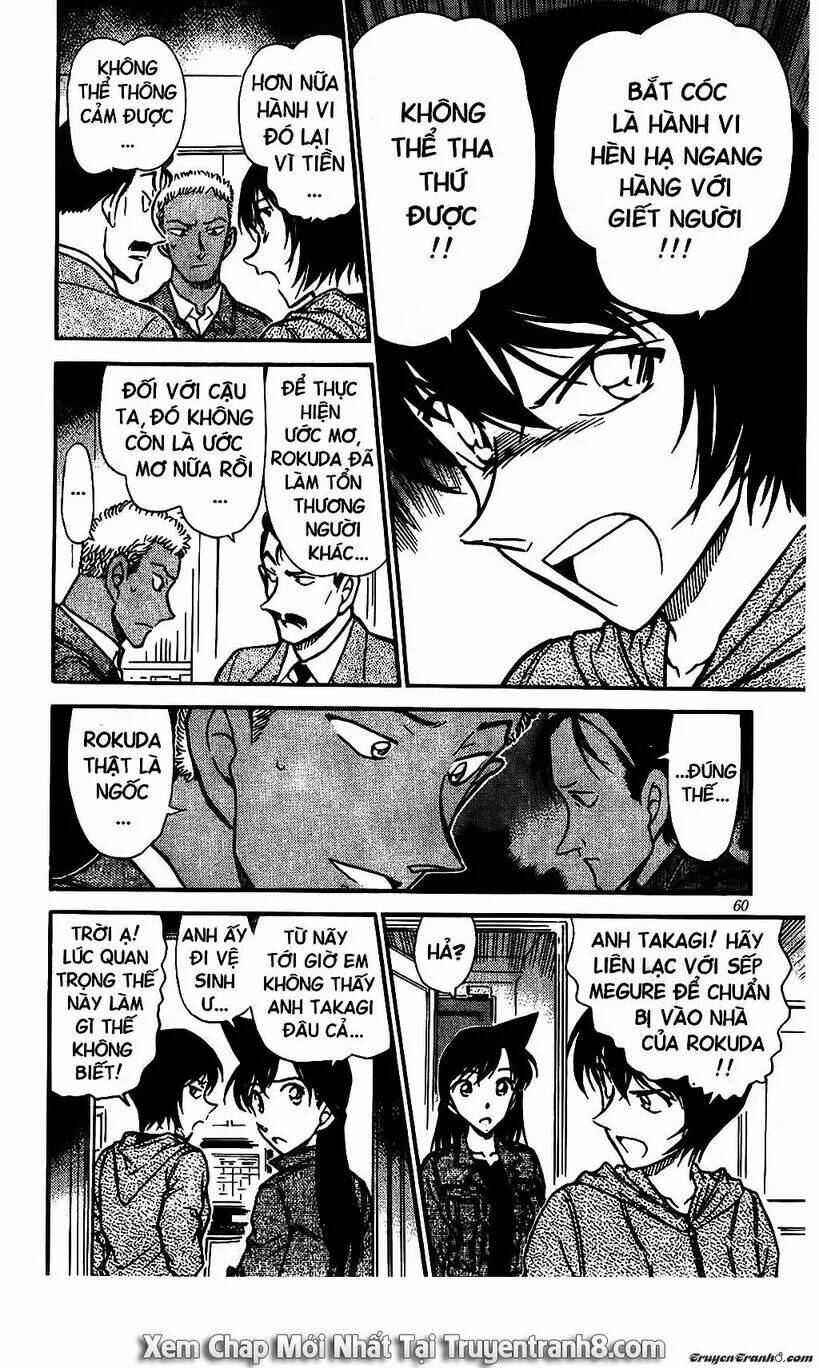 BẮT CÓC
LÀ HÀNH VI
HÈN HẠ NGANG
HÀNG VỚI
GIẾT NGƯỜI
!!!
KHÔNG
THỂ THA
THỨ
ĐƯỢC
!!
HƠN NỮA
HÀNH VI
ĐÓ LẠI
VÌ TIỀN
...
KHÔNG
THỂ THÔNG
CẢM ĐƯỢC
...
ĐỂ THỰC
HIỆN
ƯỚC MƠ,
ROKUDA ĐÃ
LÀM TỔN
THƯƠNG
NGƯỜI
KHÁC...
ĐỐI VỚI CẬU
TA, ĐÓ KHÔNG
CÒN LÀ ƯỚC
MƠ NỮA RỒI
...
...
...ĐÚNG
THẾ...
ROKUDA
THẬT LÀ
NGỐC
...
60
ANH TAKAGI! HÃY
LIÊN LẠC VỚI SẾP
MEGURE ĐỂ CHUẨN
BỊ VÀO NHÀ
CỦA ROKUDA
!!
HẢ?
TỪ NÃY
TỚI GIỜ EM
KHÔNG THẤY
ANH TAKAGI
ĐÂU CẢ...
ANH ẤY
ĐI VỆ
SINH
Ư...
TRỜI Ạ!
LÚC QUAN
TRỌNG THẾ
NÀY LÀM
GÌ THẾ
KHÔNG
BIẾT!
Xem Chap Mới Nhất Tại Truyentranh8.com
TruyenTranh8.com